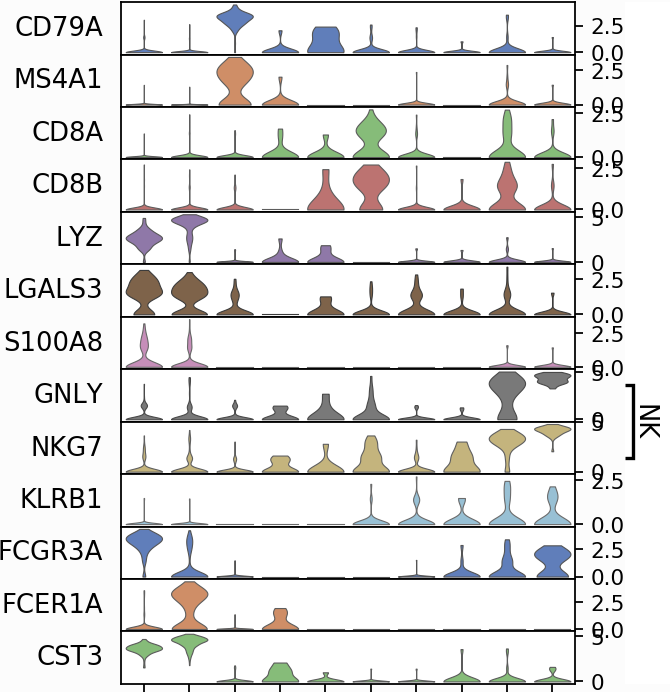 CD79A 2.5 0.0
MS4A1 2.5 0.0
CD8A 2.5 0.0
CD8B 2.5 0.0
LYZ 5 0
LGALS3 2.5 0.0
S100A8 2.5 0.0
GNLY 5 0
NK
NKG7 5 0
KLRB1 2.5 0.0
FCGR3A 2.5 0.0
FCER1A 2.5 0.0
CST3 5 0